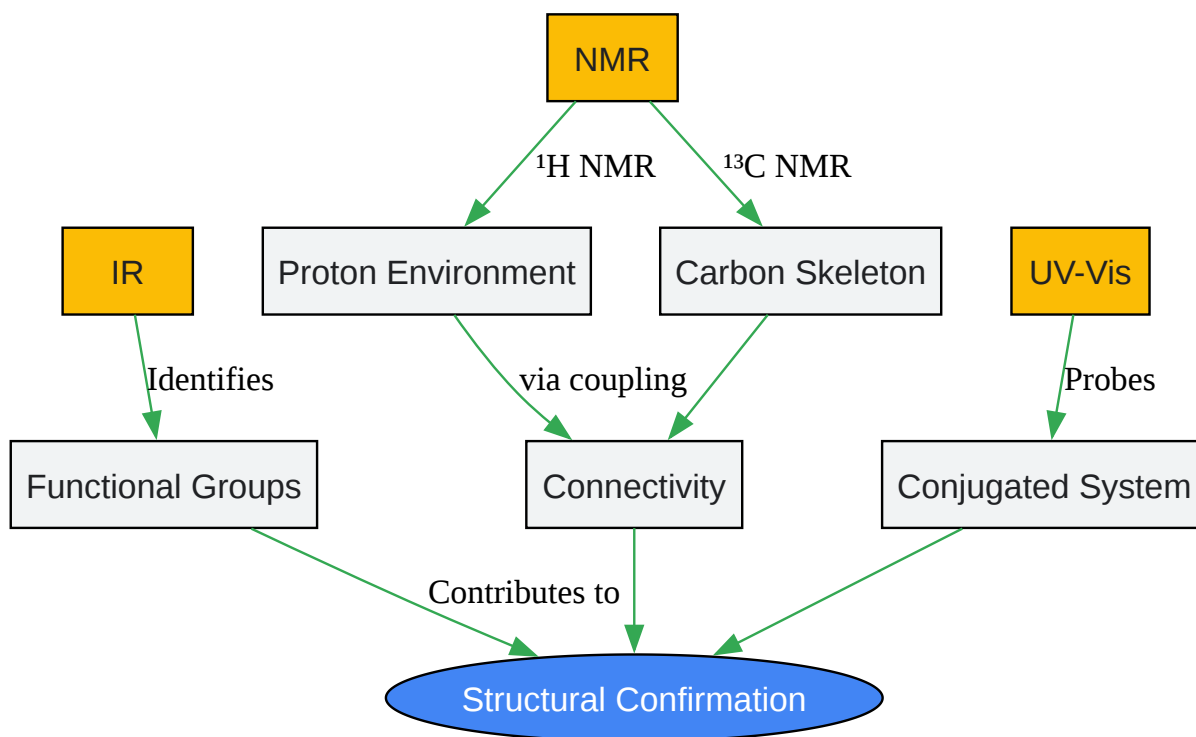 NMR
¹H NMR
¹³C NMR
IR
Proton Environment
Carbon Skeleton
UV-Vis
Identifies
via coupling
Probes
Functional Groups
Connectivity
Conjugated System
Contributes to
Structural Confirmation